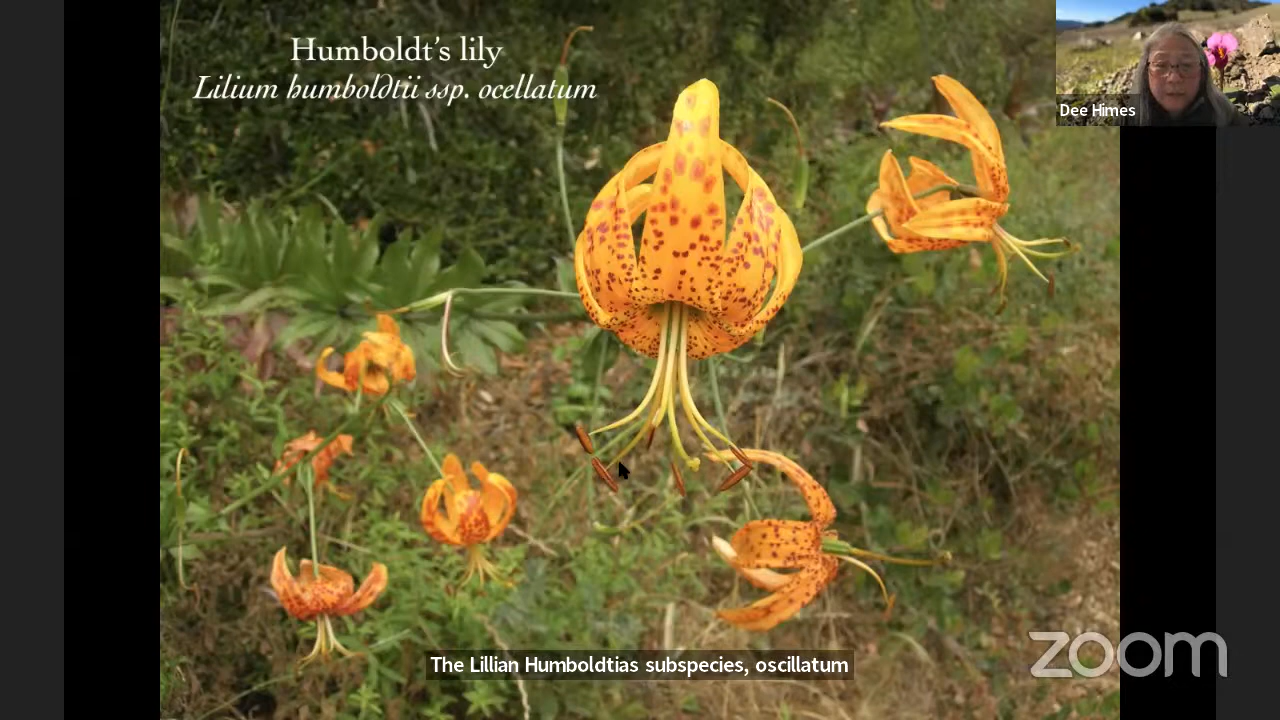 Humboldt's lily
Lilium humboldtii ssp. ocellatum
Dee Himes
The Lillian Humboldtias subspecies, oscillatum
zoom